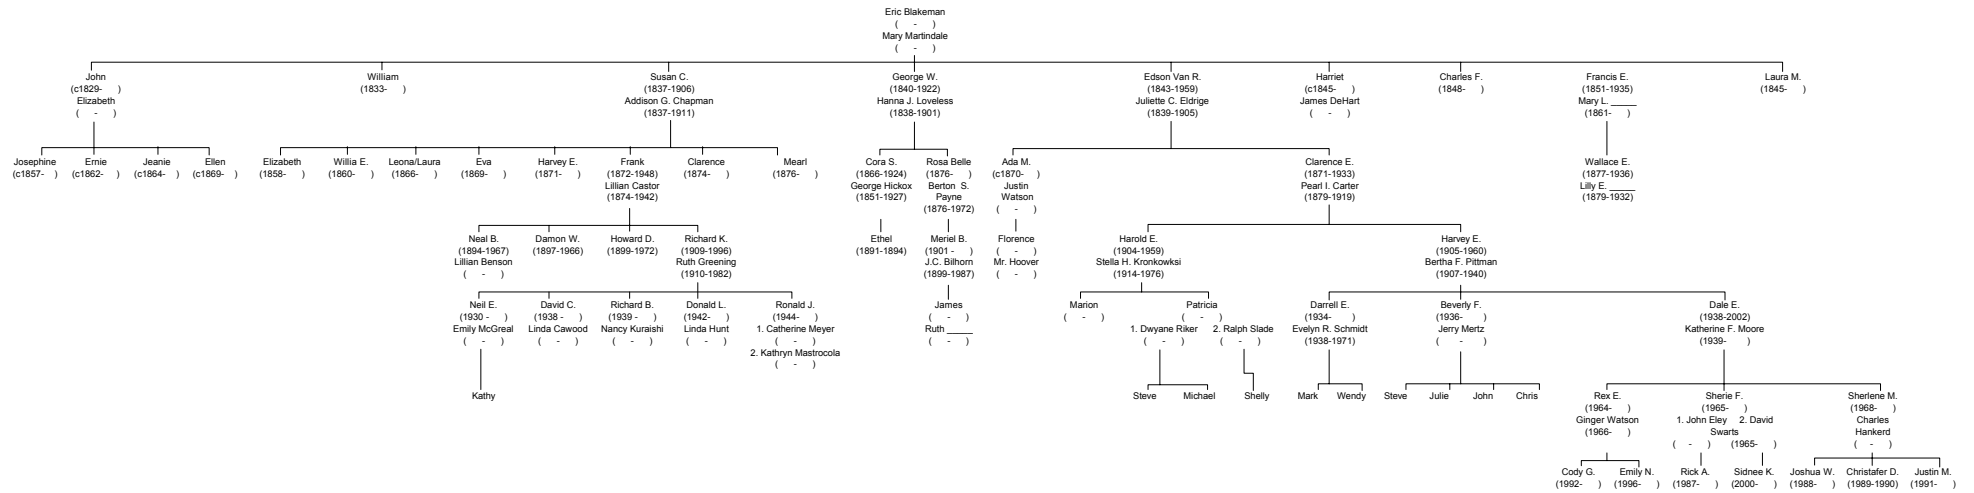 Eric Blakeman
( - )
Mary Martindale
( - )
John
(c1829- )
Elizabeth
( - )
William
(1833- )
Susan C.
(1837-1906)
Addison G. Chapman
(1837-1911)
George W.
(1840-1922)
Hanna J. Loveless
(1838-1901)
Edson Van R.
(1843-1959)
Juliette C. Eldrige
(1839-1905)
Harriet
(c1845- )
James DeHart
( - )
Charles F.
(1848- )
Francis E.
(1851-1935)
Mary L. _____
(1861- )
Laura M.
(1845- )
Josephine
(c1857- )
Ernie
(c1862- )
Jeanie
(c1864- )
Ellen
(c1869- )
Elizabeth
(1858- )
Willia E.
(1860- )
Leona/Laura
(1866- )
Eva
(1869- )
Harvey E.
(1871- )
Frank
(1872-1948)
Lillian Castor
(1874-1942)
Clarence
(1874- )
Mearl
(1876- )
Cora S.
(1866-1924)
George Hickox
(1851-1927)
Rosa Belle
(1876- )
Berton S.
Payne
(1876-1972)
Ada M.
(c1870- )
Justin
Watson
( - )
Clarence E.
(1871-1933)
Pearl I. Carter
(1879-1919)
Wallace E.
(1877-1936)
Lilly E. _____
(1879-1932)
Neal B.
(1894-1967)
Lillian Benson
( - )
Damon W.
(1897-1966)
Howard D.
(1899-1972)
Richard K.
(1909-1996)
Ruth Greening
(1910-1982)
Ethel
(1891-1894)
Meriel B.
(1901 - )
J.C. Bilhorn
(1899-1987)
Florence
( - )
Mr. Hoover
( - )
Harold E.
(1904-1959)
Stella H. Kronkowksi
(1914-1976)
Harvey E.
(1905-1960)
Bertha F. Pittman
(1907-1940)
Neil E.
(1930 - )
Emily McGreal
( - )
David C.
(1938 - )
Linda Cawood
( - )
Richard B.
(1939 - )
Nancy Kuraishi
( - )
Donald L.
(1942- )
Linda Hunt
( - )
Ronald J.
(1944- )
1. Catherine Meyer
( - )
2. Kathryn Mastrocola
( - )
James
( - )
Ruth _____
( - )
Marion
( - )
Patricia
( - )
1. Dwyane Riker
( - )
2. Ralph Slade
( - )
Darrell E.
(1934- )
Evelyn R. Schmidt
(1938-1971)
Beverly F.
(1936- )
Jerry Mertz
( - )
Dale E.
(1938-2002)
Katherine F. Moore
(1939- )
Kathy
Steve
Michael
Shelly
Mark
Wendy
Steve
Julie
John
Chris
Rex E.
(1964- )
Ginger Watson
(1966- )
Sherie F.
(1965- )
1. John Eley 2. David
Swarts
( - ) (1965- )
Sherlene M.
(1968- )
Charles
Hankerd
( - )
Cody G.
(1992- )
Emily N.
(1996- )
Rick A.
(1987- )
Sidnee K.
(2000- )
Joshua W.
(1988- )
Christafer D.
(1989-1990)
Justin M.
(1991- )